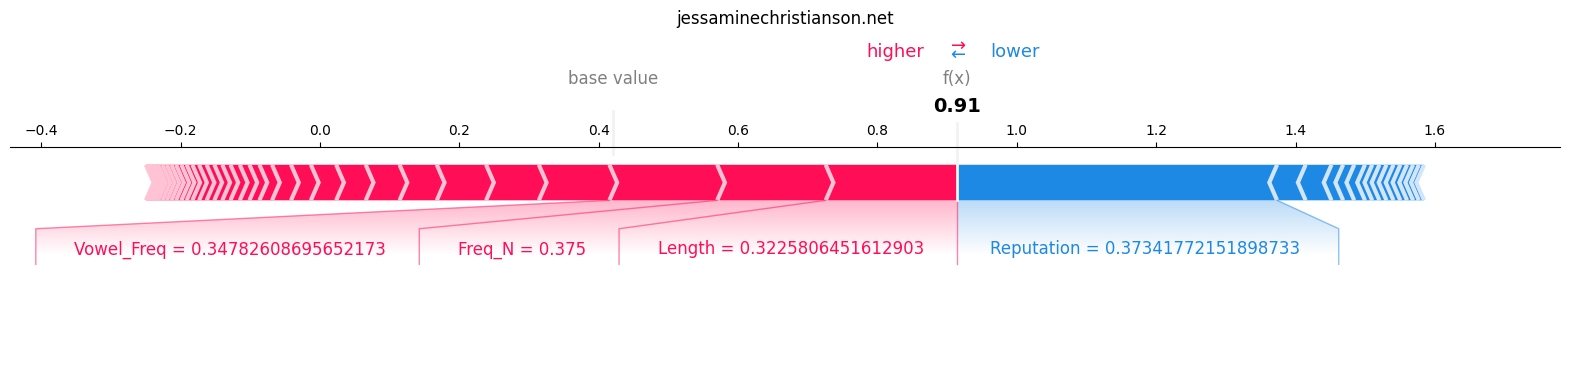 jessaminechristianson.net
higher → ← lower
base value f(x)
0.91
−0.4 −0.2 0.0 0.2 0.4 0.6 0.8 1.0 1.2 1.4 1.6
Vowel_Freq = 0.34782608695652173 Freq_N = 0.375 Length = 0.3225806451612903 Reputation = 0.37341772151898733